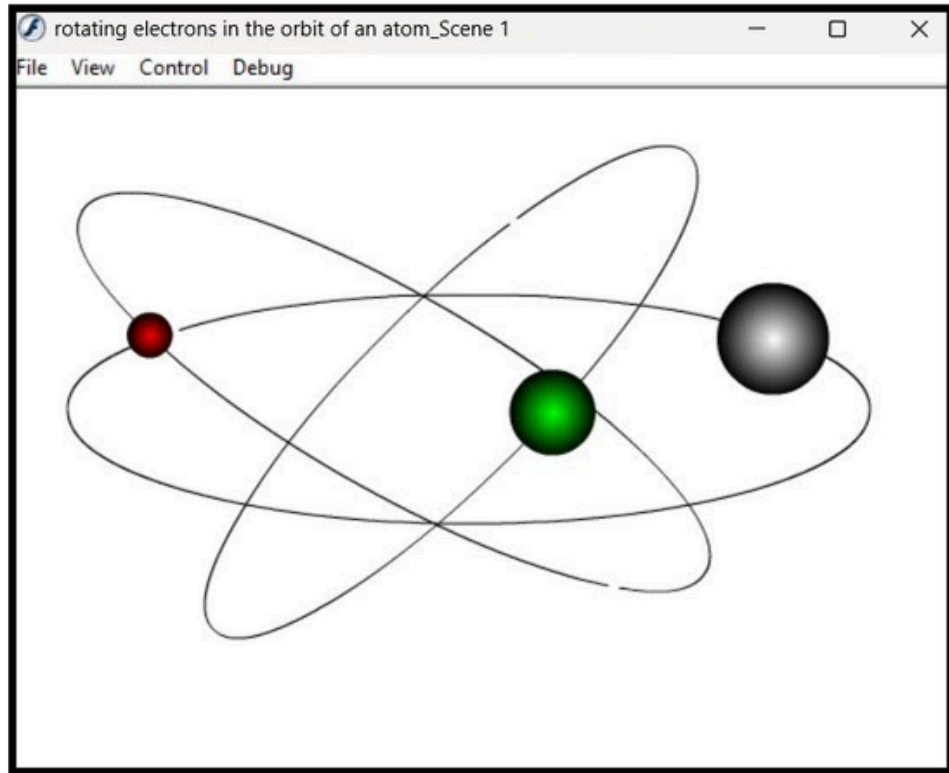 rotating electrons in the orbit of an atom_Scene 1
File View Control Debug